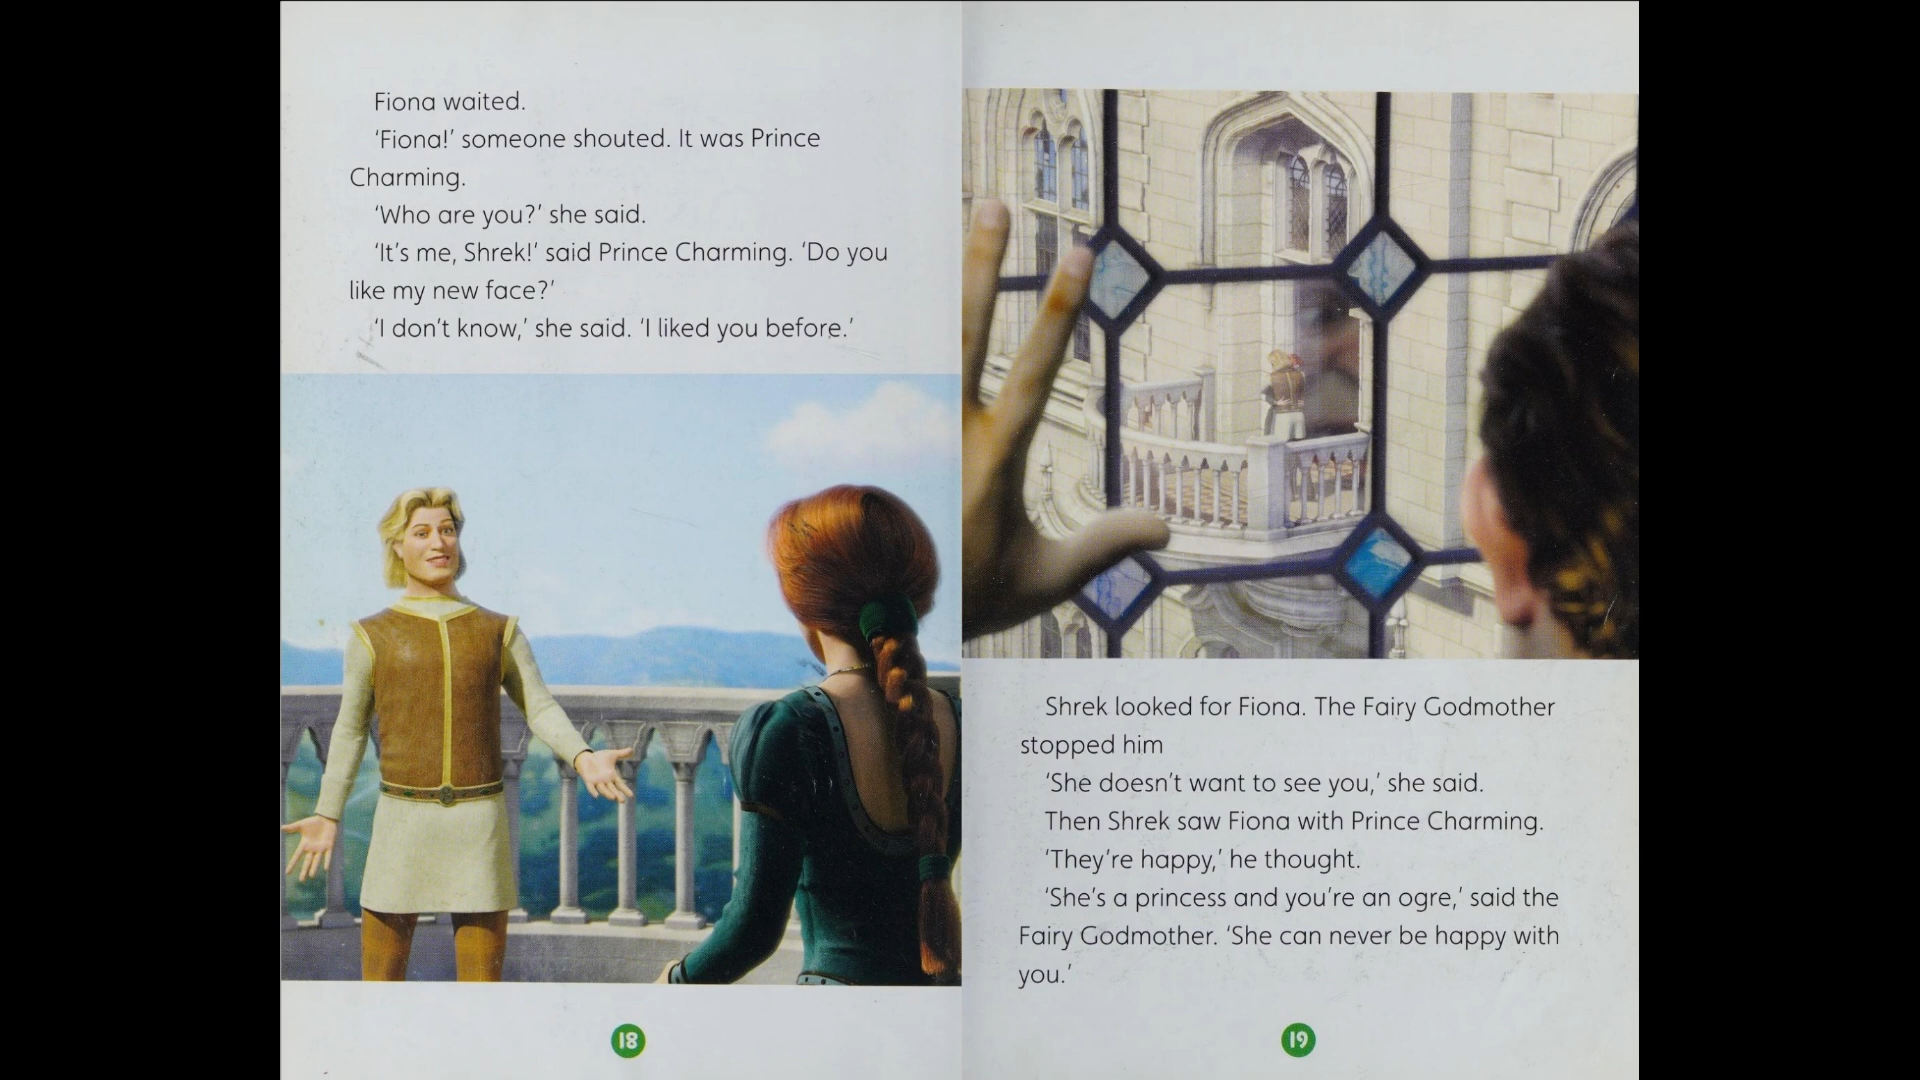 Fiona waited.
‘Fiona!’ someone shouted. It was Prince
Charming.
‘Who are you?’ she said.
‘It’s me, Shrek!’ said Prince Charming. ‘Do you
like my new face?’
‘I don’t know,’ she said. ‘I liked you before.’
18
Shrek looked for Fiona. The Fairy Godmother
stopped him
‘She doesn’t want to see you,’ she said.
Then Shrek saw Fiona with Prince Charming.
‘They’re happy,’ he thought.
‘She’s a princess and you’re an ogre,’ said the
Fairy Godmother. ‘She can never be happy with
you.’
19